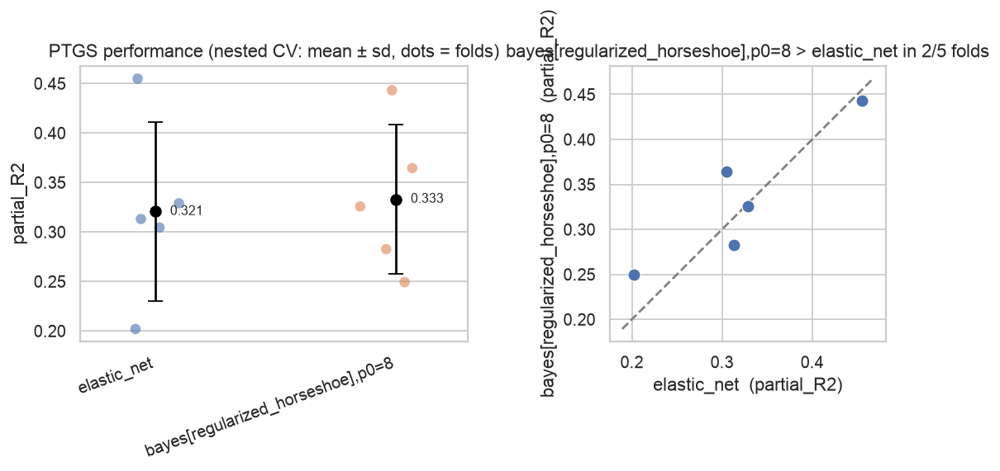 PTGS performance (nested CV: mean ± sd, dots = folds)
partial_R2
0.45
0.40
0.35
0.30
0.25
0.20
0.321
0.333
elastic_net
bayes[regularized_horseshoe],p0=8
bayes[regularized_horseshoe],p0=8 > elastic_net in 2/5 folds
bayes[regularized_horseshoe],p0=8 (partial_R2)
0.45
0.40
0.35
0.30
0.25
0.20
0.2
0.3
0.4
elastic_net (partial_R2)